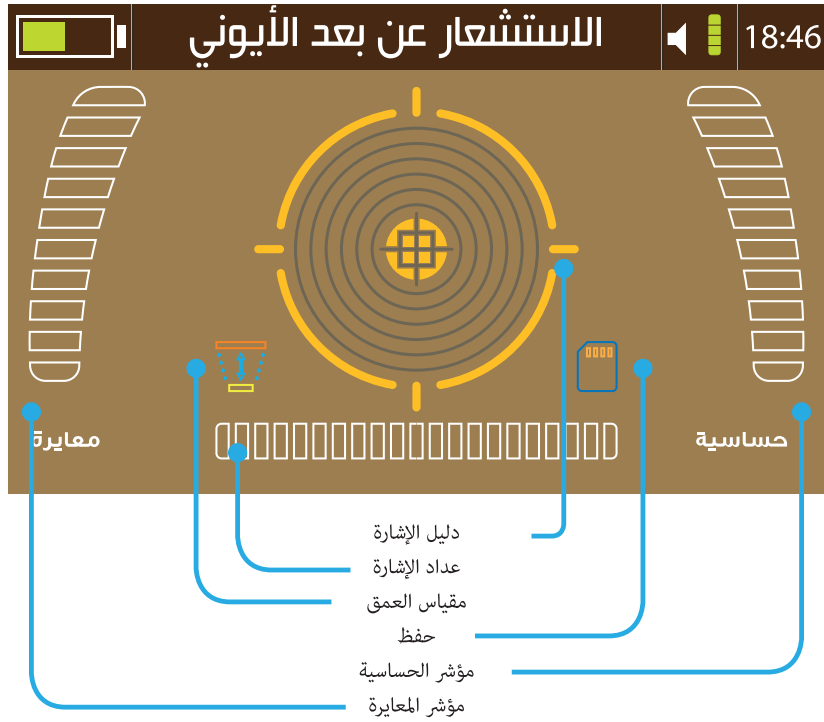 الاستشعار عن بعد الأيوني
18:46
معايرة
حساسية
دليل الإشارة
عداد الإشارة
مقياس العمق
حفظ
مؤشر الحساسية
مؤشر المعايرة